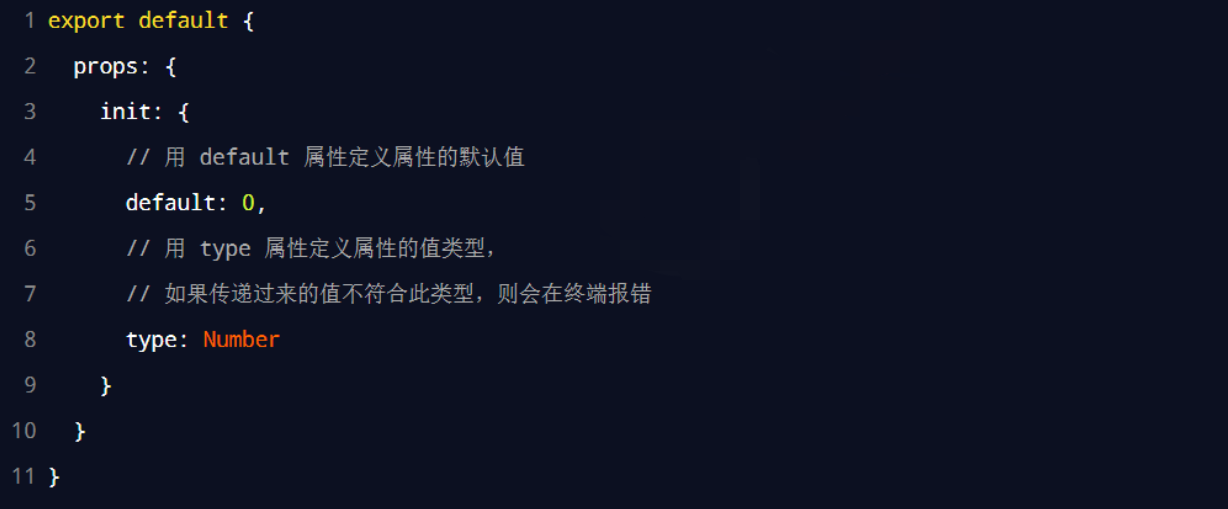 1 export default {
2 props: {
3 init: {
4 // 用 default 属性定义属性的默认值
5 default: 0,
6 // 用 type 属性定义属性的值类型，
7 // 如果传递过来的值不符合此类型，则会在终端报错
8 type: Number
9 }
10 }
11 }